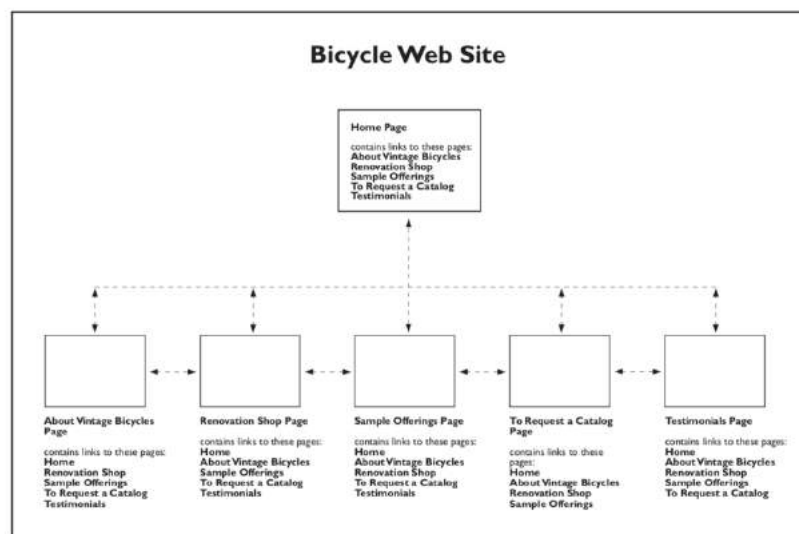 Bicycle Web Site
Home Page
contains links to these pages:
About Vintage Bicycles
Renovation Shop
Sample Offerings
To Request a Catalog
Testimonials
About Vintage Bicycles
Page
contains links to these pages:
Home
Renovation Shop
Sample Offerings
To Request a Catalog
Testimonials
Renovation Shop Page
contains links to these pages:
Home
About Vintage Bicycles
Sample Offerings
To Request a Catalog
Testimonials
Sample Offerings Page
contains links to these pages:
Home
About Vintage Bicycles
Renovation Shop
To Request a Catalog
Testimonials
To Request a Catalog
Page
contains links to these
pages:
Home
About Vintage Bicycles
Renovation Shop
Sample Offerings
Testimonials Page
contains links to these pages:
Home
About Vintage Bicycles
Renovation Shop
Sample Offerings
To Request a Catalog